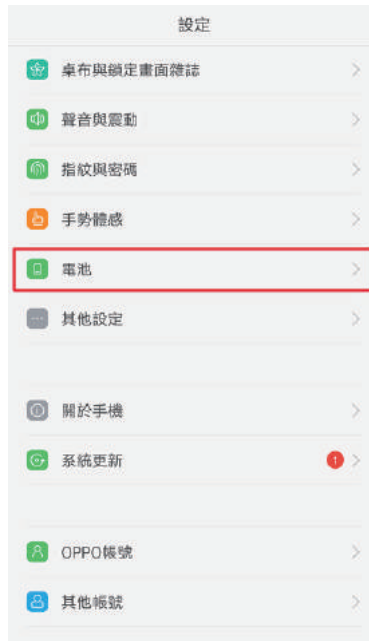 設定
桌布與鎖定畫面雜誌
聲音與震動
指紋與密碼
手勢體感
電池
其他設定
關於手機
系統更新
1
OPPO帳號
其他帳號